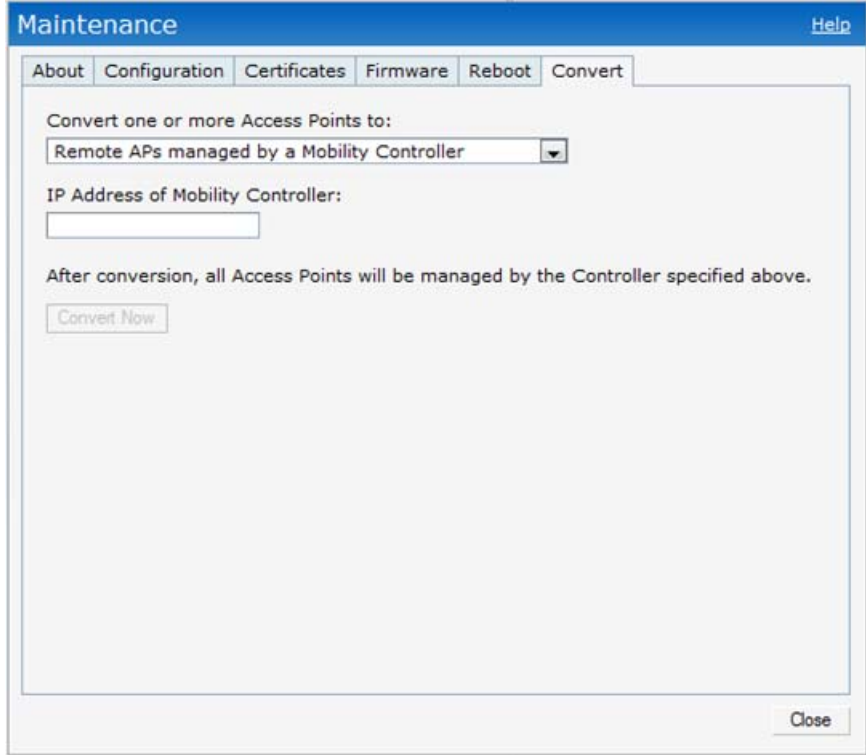 Maintenance
Help
About Configuration Certificates Firmware Reboot Convert
Convert one or more Access Points to:
Remote APs managed by a Mobility Controller
IP Address of Mobility Controller:
After conversion, all Access Points will be managed by the Controller specified above.
Convert Now
Close